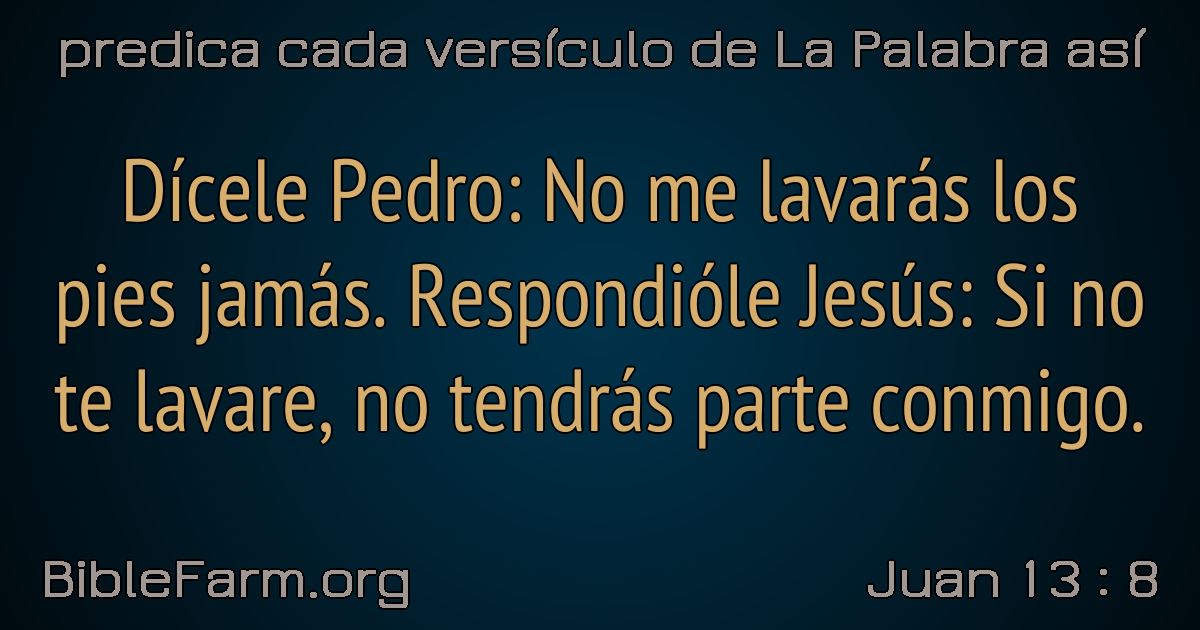 predica cada versículo de La Palabra así
Dícele Pedro: No me lavarás los
pies jamás. Respondióle Jesús: Si no
te lavare, no tendrás parte conmigo.
BibleFarm.org
Juan 13 : 8